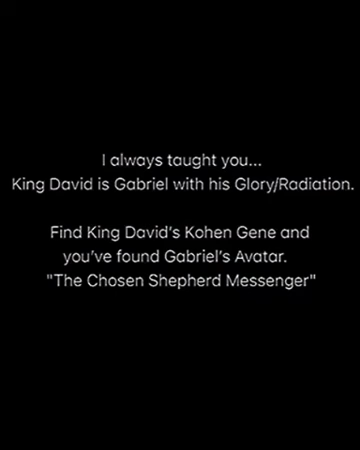 I always taught you...
King David is Gabriel with his Glory/Radiation.
Find King David's Kohen Gene and
you've found Gabriel's Avatar.
"The Chosen Shepherd Messenger"